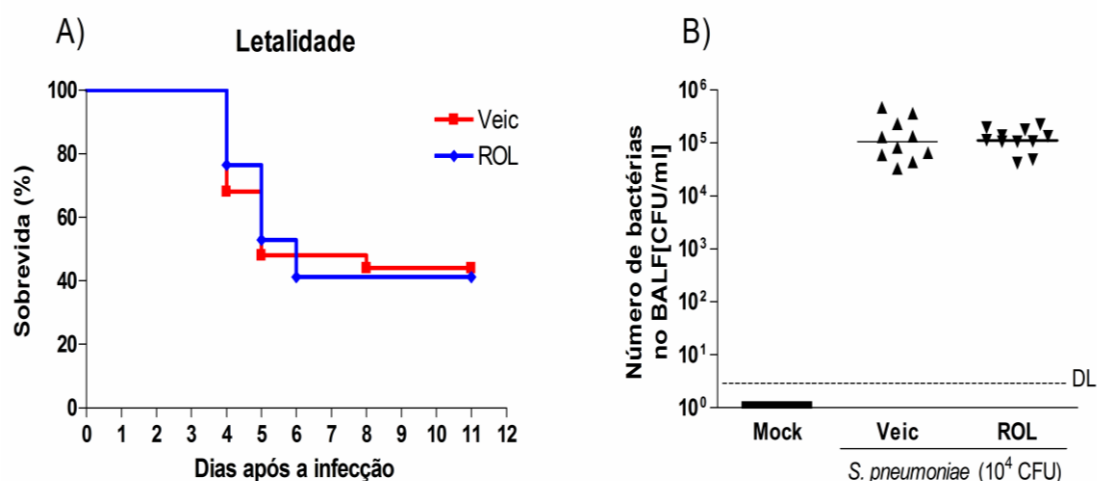 A)
Letalidade
Sobrevida (%)
100
80
60
40
20
0
0 1 2 3 4 5 6 7 8 9 10 11 12
Dias após a infecção
Veic
ROL
B)
Número de bactérias
no BALF[CFU/ml]
10⁶
10⁵
10⁴
10³
10²
10¹
10⁰
DL
Mock Veic ROL
S. pneumoniae (10⁴ CFU)